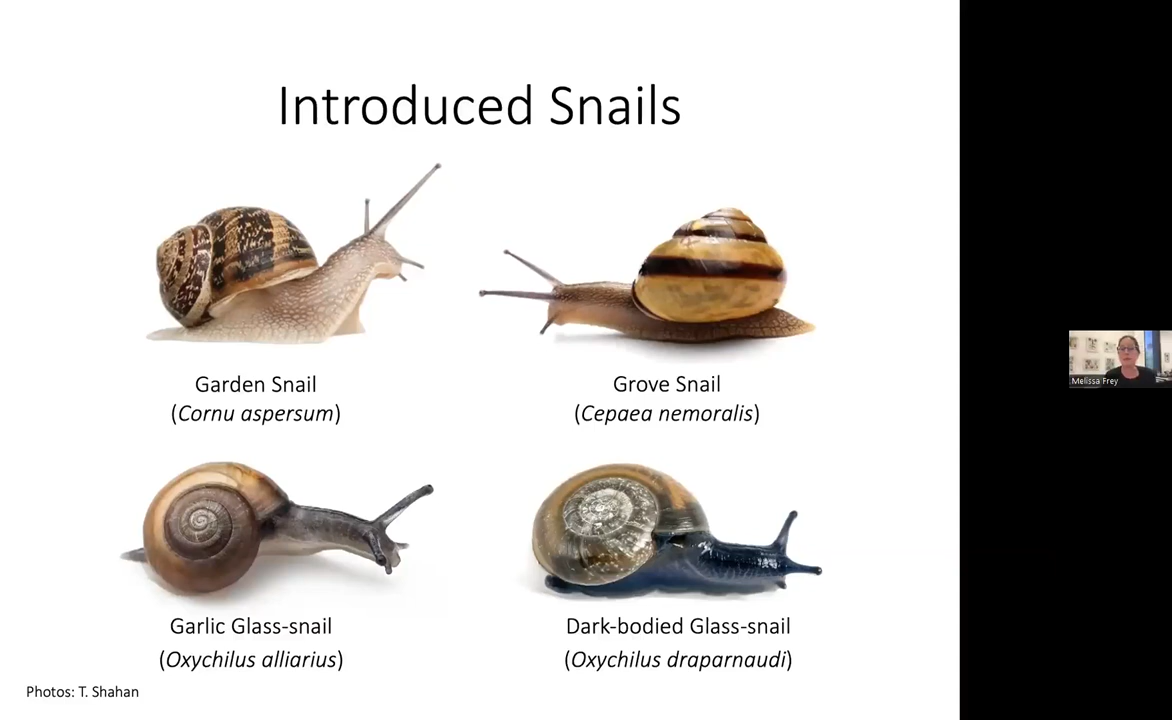 Introduced Snails
Garden Snail
(Cornu aspersum)
Grove Snail
(Cepaea nemoralis)
Garlic Glass-snail
(Oxychilus alliarius)
Dark-bodied Glass-snail
(Oxychilus draparnaudi)
Photos: T. Shahan
Melissa Frey